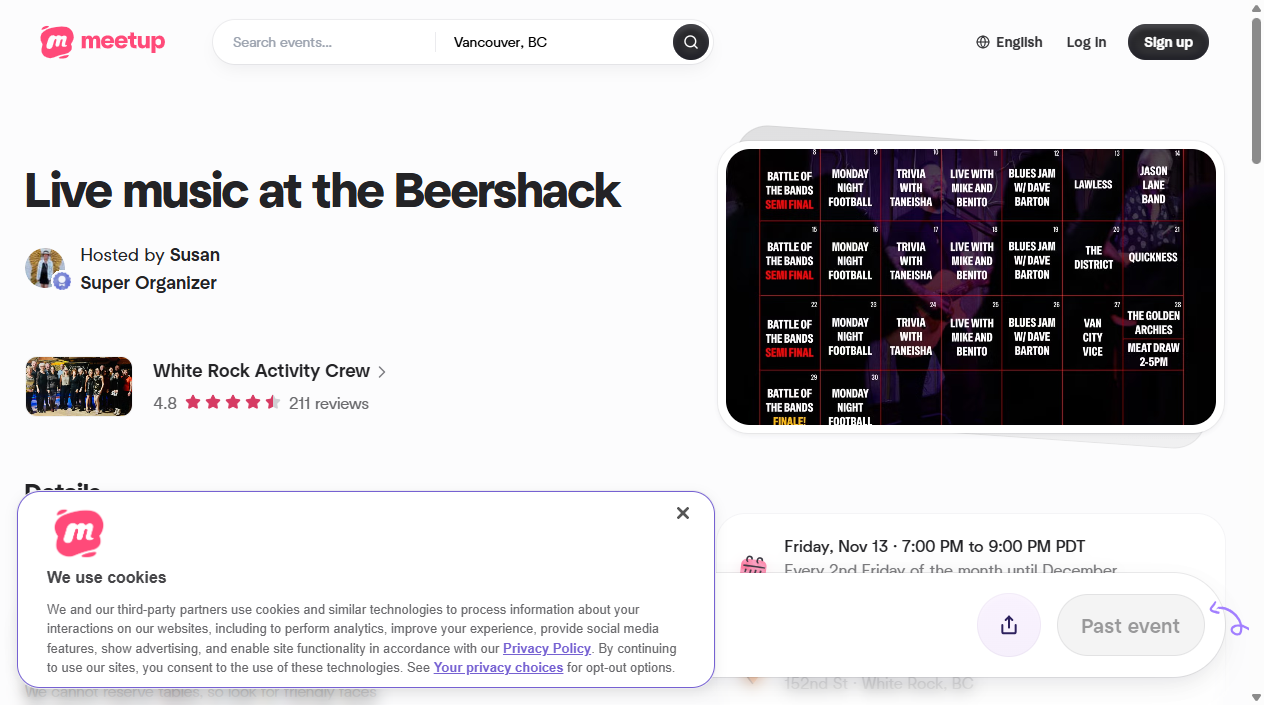 meetup
Search events...
Vancouver, BC
English
Log in
Sign up
Live music at the Beershack
Hosted by Susan
Super Organizer
White Rock Activity Crew
4.8
211 reviews
8
BATTLE OF
THE BANDS
SEMI FINAL
9
MONDAY
NIGHT
FOOTBALL
10
TRIVIA
WITH
TANEISHA
11
LIVE WITH
MIKE AND
BENITO
12
BLUES JAM
W/ DAVE
BARTON
13
LAWLESS
14
JASON
LANE
BAND
15
BATTLE OF
THE BANDS
SEMI FINAL
16
MONDAY
NIGHT
FOOTBALL
17
TRIVIA
WITH
TANEISHA
18
LIVE WITH
MIKE AND
BENITO
19
BLUES JAM
W/ DAVE
BARTON
20
THE
DISTRICT
21
QUICKNESS
22
BATTLE OF
THE BANDS
SEMI FINAL
23
MONDAY
NIGHT
FOOTBALL
24
TRIVIA
WITH
TANEISHA
25
LIVE WITH
MIKE AND
BENITO
26
BLUES JAM
W/ DAVE
BARTON
27
VAN
CITY
VICE
28
THE GOLDEN
ARCHIES
MEAT DRAW
2-5PM
29
BATTLE OF
THE BANDS
FINALE!
30
MONDAY
NIGHT
FOOTBALL
Details
We use cookies
We and our third-party partners use cookies and similar technologies to process information about your
interactions on our websites, including to perform analytics, improve your experience, provide social media
features, show advertising, and enable site functionality in accordance with our Privacy Policy. By continuing
to use our sites, you consent to the use of these technologies. See Your privacy choices for opt-out options.
We cannot reserve tables, so look for friendly faces
Friday, Nov 13 · 7:00 PM to 9:00 PM PDT
Every 2nd Friday of the month until December
Past event
152nd St · White Rock, BC